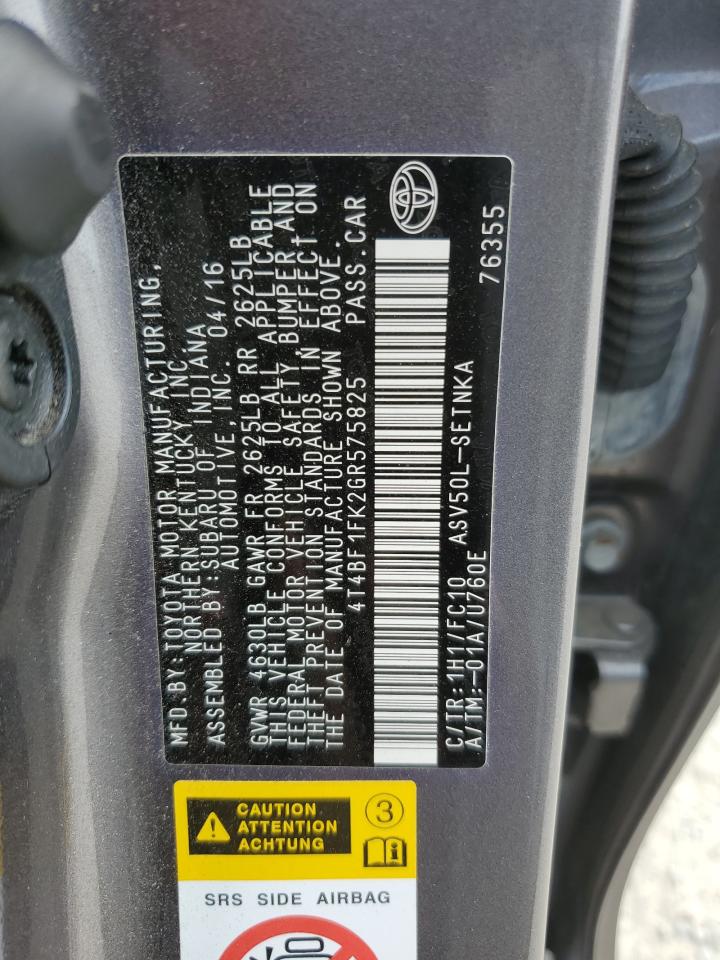 MFD. BY: TOYOTA MOTOR MANUFACTURING,
NORTHERN KENTUCKY, INC.
ASSEMBLED BY: SUBARU OF INDIANA
AUTOMOTIVE, INC. 04/16
GVWR 4630LB GAWR FR 2625LB RR 2625LB
THIS VEHICLE CONFORMS TO ALL APPLICABLE
FEDERAL MOTOR VEHICLE SAFETY, BUMPER AND
THEFT PREVENTION STANDARDS IN EFFECT ON
THE DATE OF MANUFACTURE SHOWN ABOVE.
4T4BF1FK2GR575825 PASS.CAR
C/TR:1H1/FC10 ASV50L-SETNKA
A/TM:-01A/U760E 76355
CAUTION
ATTENTION
ACHTUNG
3
SRS SIDE AIRBAG